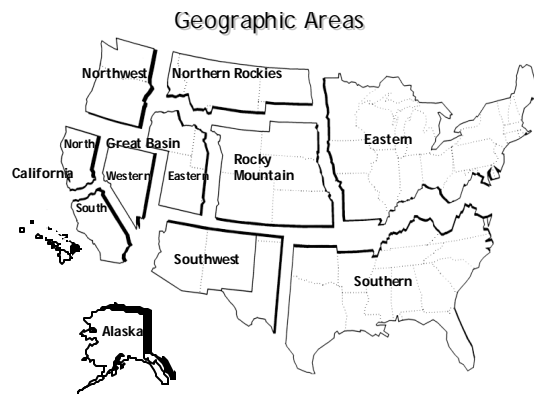 Geographic Areas
Northwest
Northern Rockies
North
Great Basin
Eastern
California
Western
Eastern
Rocky
Mountain
South
Southwest
Southern
Alaska